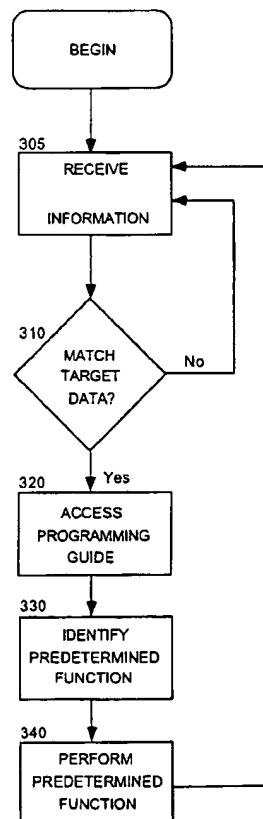 BEGIN
305
RECEIVE
INFORMATION
310
MATCH
TARGET
DATA?
No
Yes
320
ACCESS
PROGRAMMING
GUIDE
330
IDENTIFY
PREDETERMINED
FUNCTION
340
PERFORM
PREDETERMINED
FUNCTION